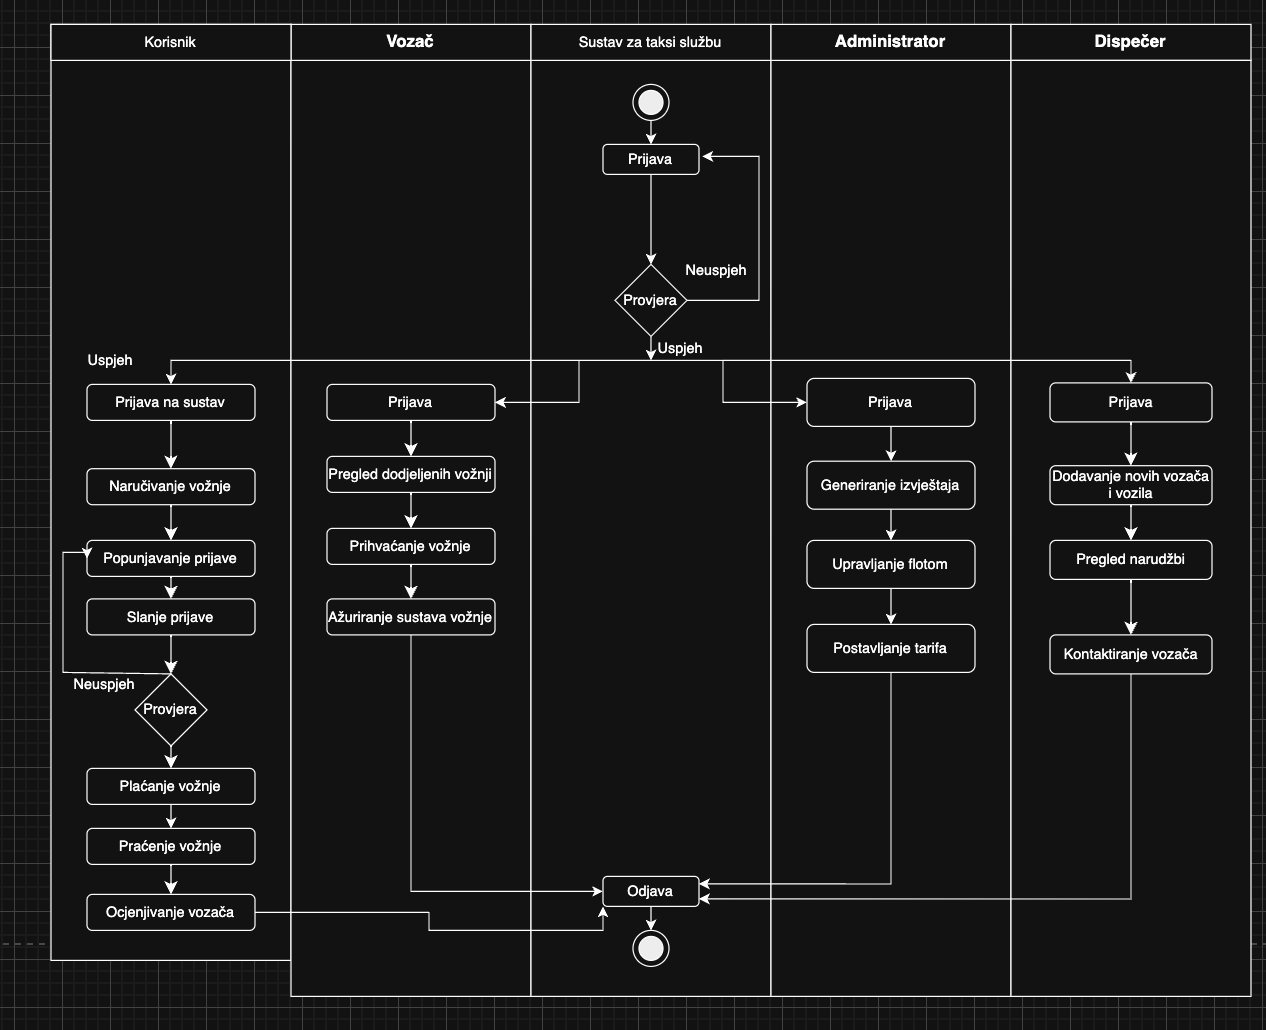 Korisnik
Vozač
Sustav za taksi službu
Administrator
Dispečer
Prijava
Neuspjeh
Provjera
Uspjeh
Uspjeh
Prijava na sustav
Naručivanje vožnje
Popunjavanje prijave
Slanje prijave
Neuspjeh
Provjera
Plaćanje vožnje
Praćenje vožnje
Ocjenjivanje vozača
Prijava
Pregled dodjeljenih vožnji
Prihvaćanje vožnje
Ažuriranje sustava vožnje
Prijava
Generiranje izvještaja
Upravljanje flotom
Postavljanje tarifa
Prijava
Dodavanje novih vozača
i vozila
Pregled narudžbi
Kontaktiranje vozača
Odjava